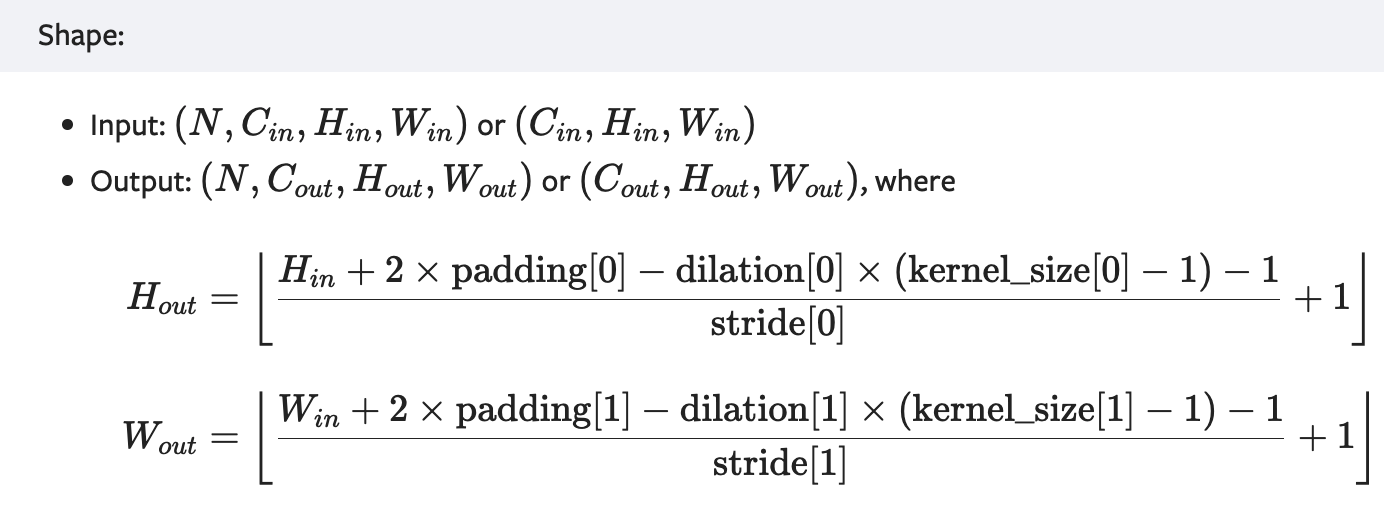 Shape:
• Input: (N, C_in, H_in, W_in) or (C_in, H_in, W_in)
• Output: (N, C_out, H_out, W_out) or (C_out, H_out, W_out), where
H_out = ⌊(H_in + 2 × padding[0] − dilation[0] × (kernel_size[0] − 1) − 1) / stride[0] + 1⌋
W_out = ⌊(W_in + 2 × padding[1] − dilation[1] × (kernel_size[1] − 1) − 1) / stride[1] + 1⌋